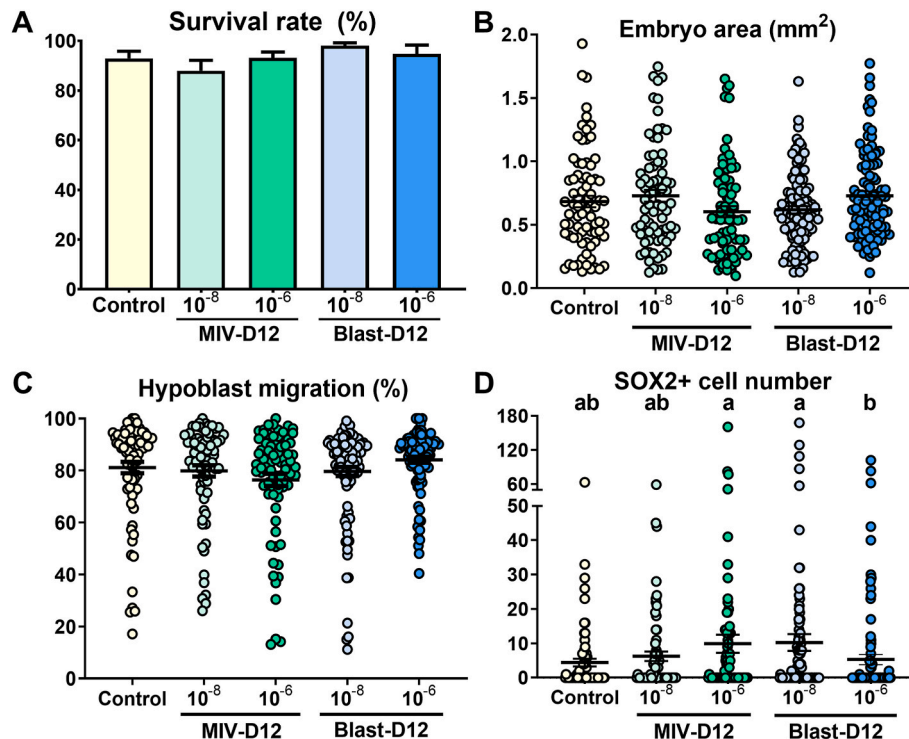 A
Survival rate (%)
100
80
60
40
20
0
Control
10⁻⁸
10⁻⁶
10⁻⁸
10⁻⁶
MIV-D12
Blast-D12
B
Embryo area (mm²)
2.0
1.5
1.0
0.5
0.0
Control
10⁻⁸
10⁻⁶
10⁻⁸
10⁻⁶
MIV-D12
Blast-D12
C
Hypoblast migration (%)
100
80
60
40
20
0
Control
10⁻⁸
10⁻⁶
10⁻⁸
10⁻⁶
MIV-D12
Blast-D12
D
SOX2+ cell number
ab
ab
a
a
b
180
120
60
50
40
30
20
10
0
Control
10⁻⁸
10⁻⁶
10⁻⁸
10⁻⁶
MIV-D12
Blast-D12